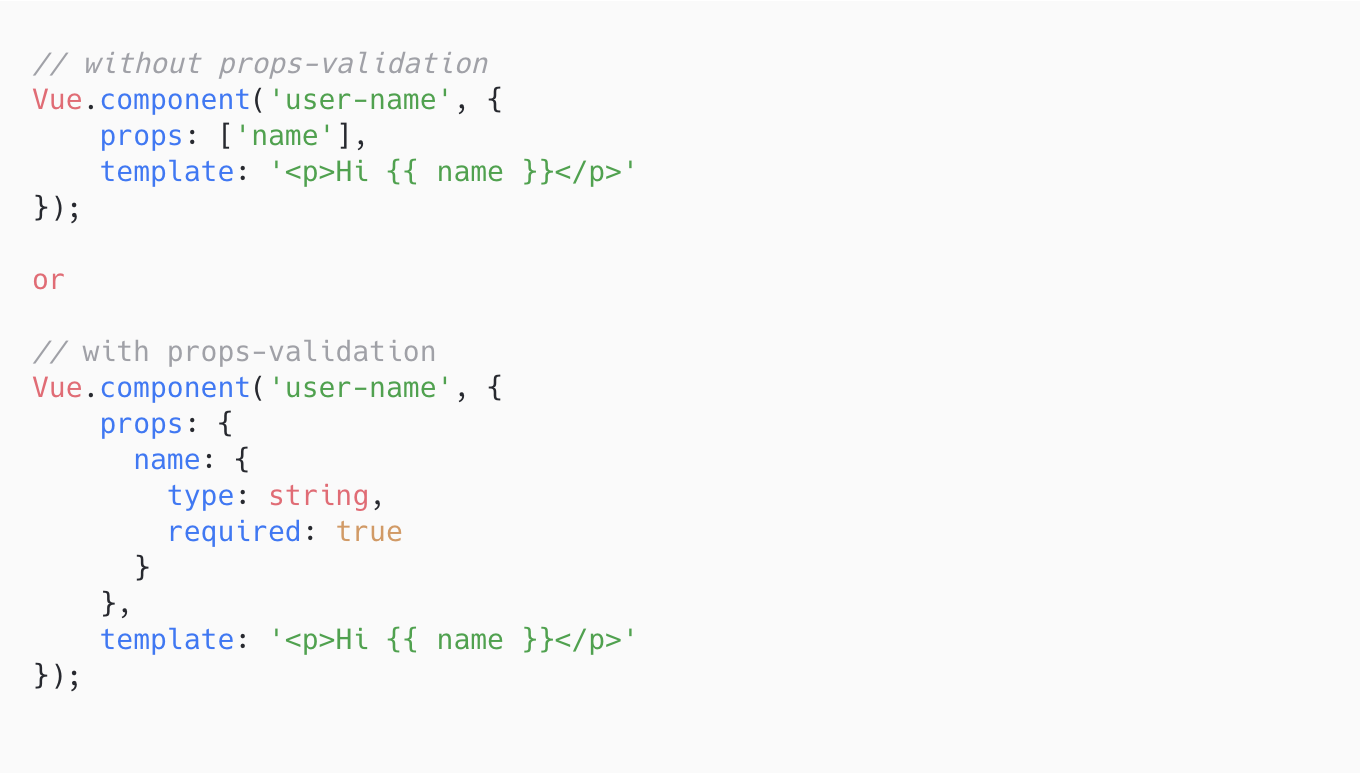 // without props-validation
Vue.component('user-name', {
    props: ['name'],
    template: '<p>Hi {{ name }}</p>'
});
or
// with props-validation
Vue.component('user-name', {
    props: {
      name: {
        type: string,
        required: true
      }
    },
    template: '<p>Hi {{ name }}</p>'
});